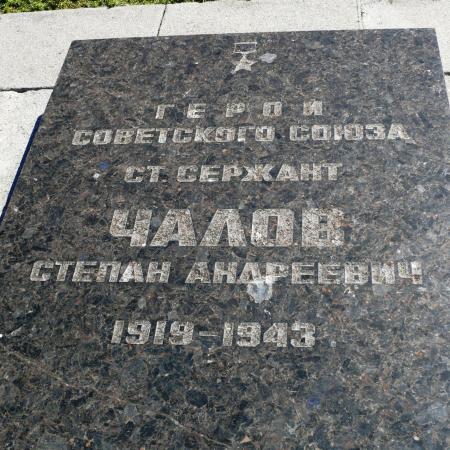 ГЕРОЙ
СОВЕТСКОГО СОЮЗА
СТ. СЕРЖАНТ
ЧАЛОВ
СТЕПАН АНДРЕЕВИЧ
1919-1943